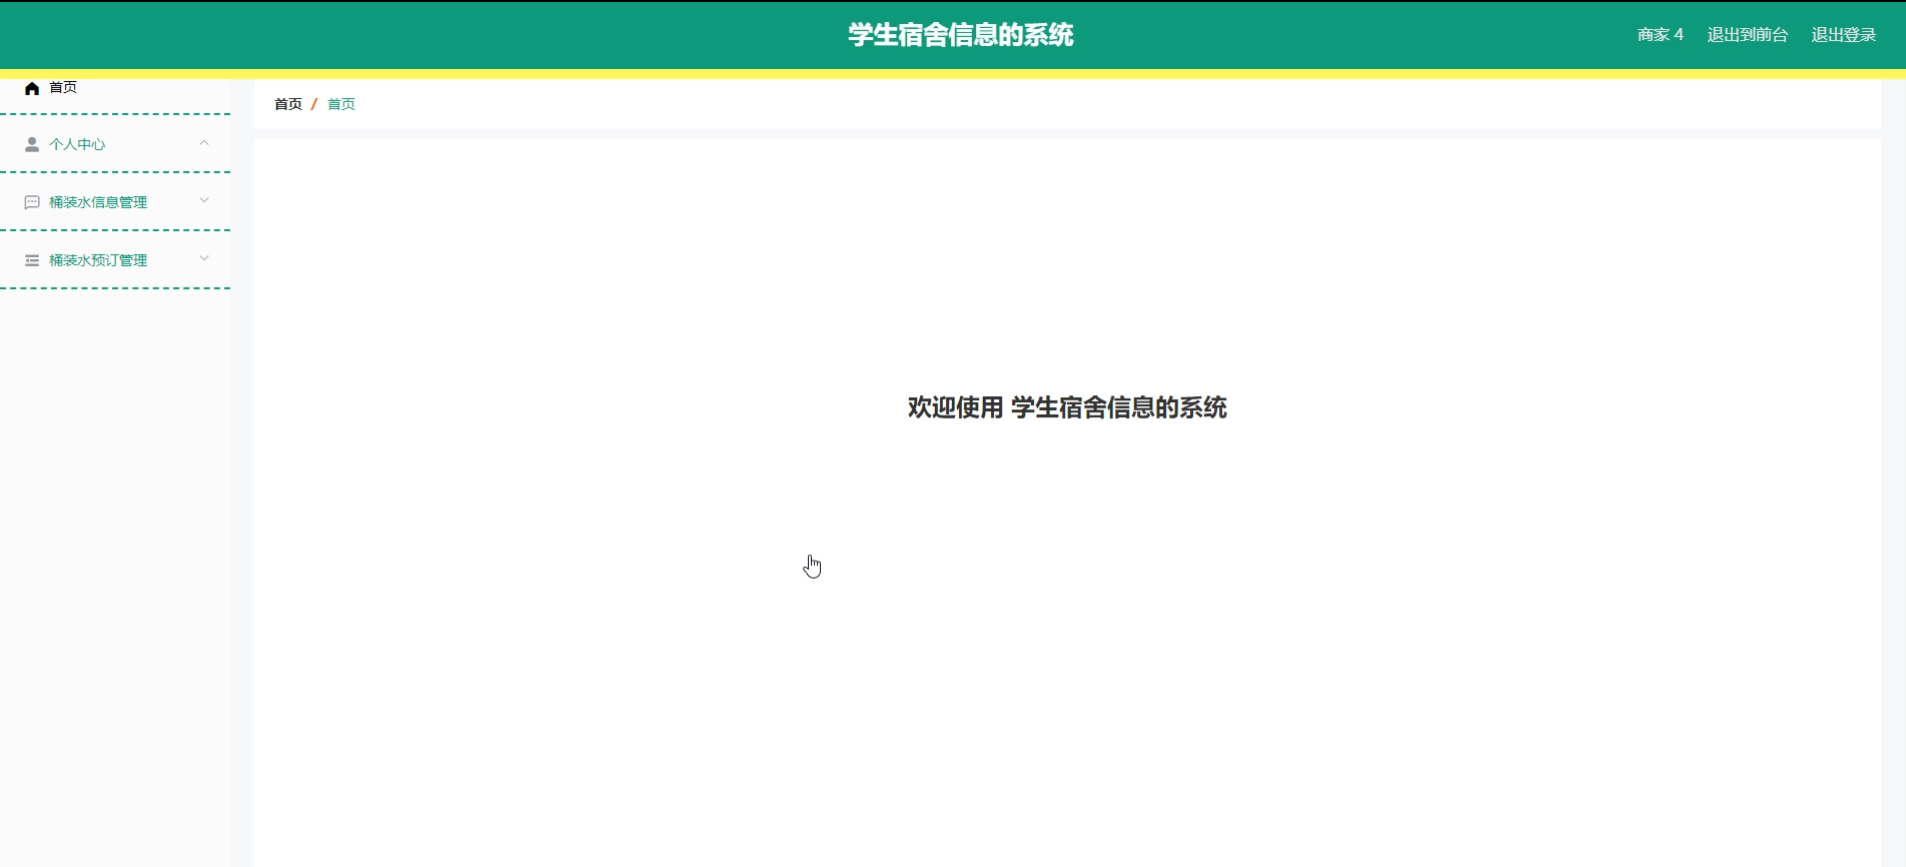 学生宿舍信息的系统
商家 4 退出到前台 退出登录
首页
首页 / 首页
个人中心
桶装水信息管理
桶装水预订管理
欢迎使用 学生宿舍信息的系统